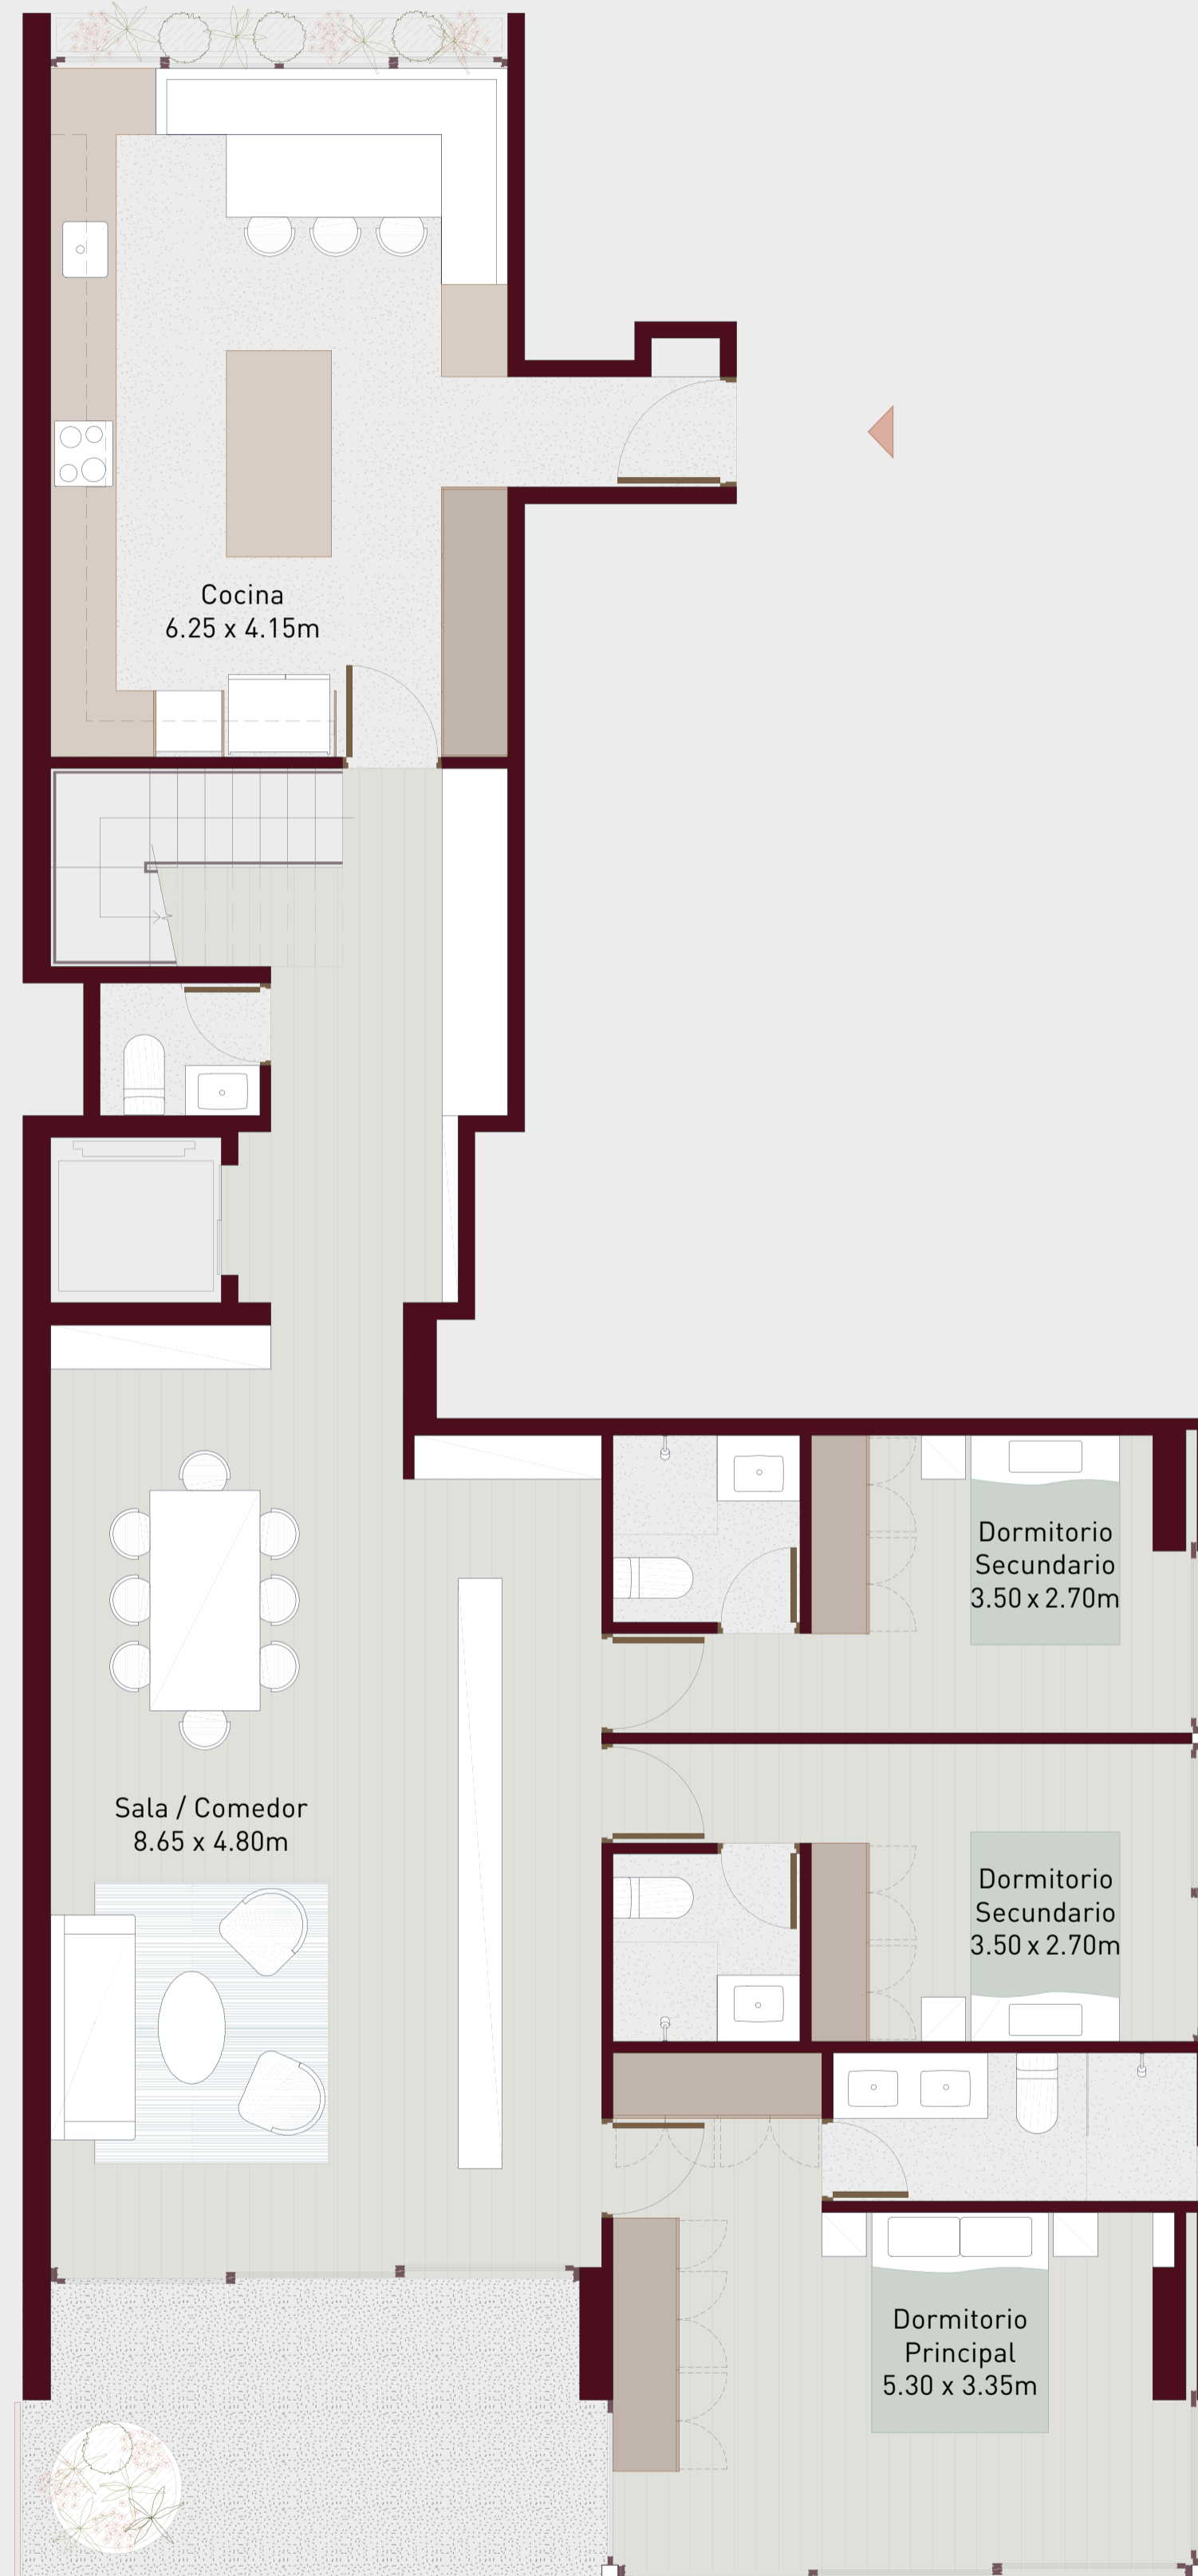 Cocina
6.25 x 4.15m
Dormitorio
Secundario
3.50 x 2.70m
Sala / Comedor
8.65 x 4.80m
Dormitorio
Secundario
3.50 x 2.70m
Dormitorio
Principal
5.30 x 3.35m